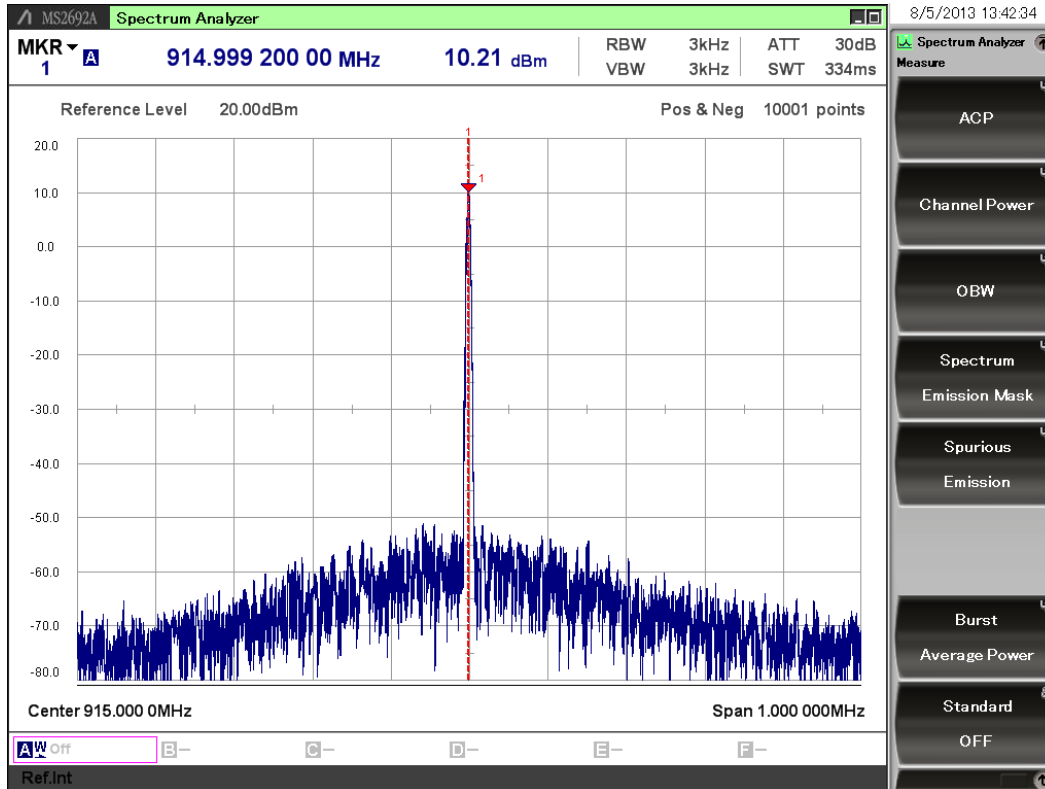 MS2692A Spectrum Analyzer
8/5/2013 13:42:34
MKR 1 A 914.999 200 00 MHz 10.21 dBm
RBW 3kHz ATT 30dB
VBW 3kHz SWT 334ms
Spectrum Analyzer
Measure
Reference Level 20.00dBm Pos & Neg 10001 points
1
1
20.0
10.0
0.0
-10.0
-20.0
-30.0
-40.0
-50.0
-60.0
-70.0
-80.0
Center 915.000 0MHz Span 1.000 000MHz
A W Off B- C- D- E- F-
Ref.Int
ACP
Channel Power
OBW
Spectrum
Emission Mask
Spurious
Emission
Burst
Average Power
Standard
OFF